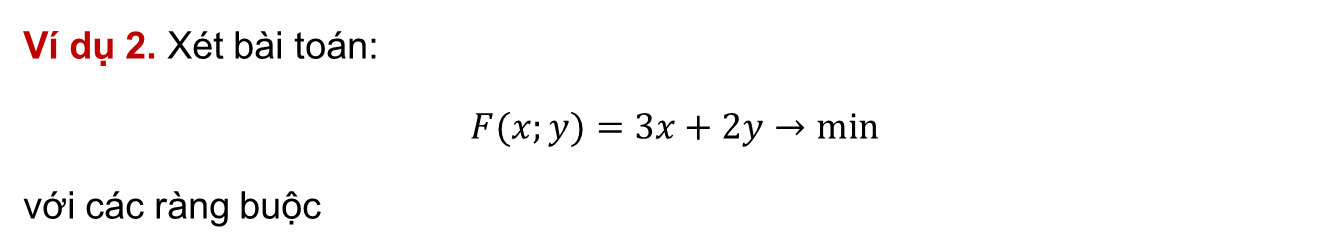 Ví dụ 2. Xét bài toán:
F(x; y) = 3x + 2y → min
với các ràng buộc